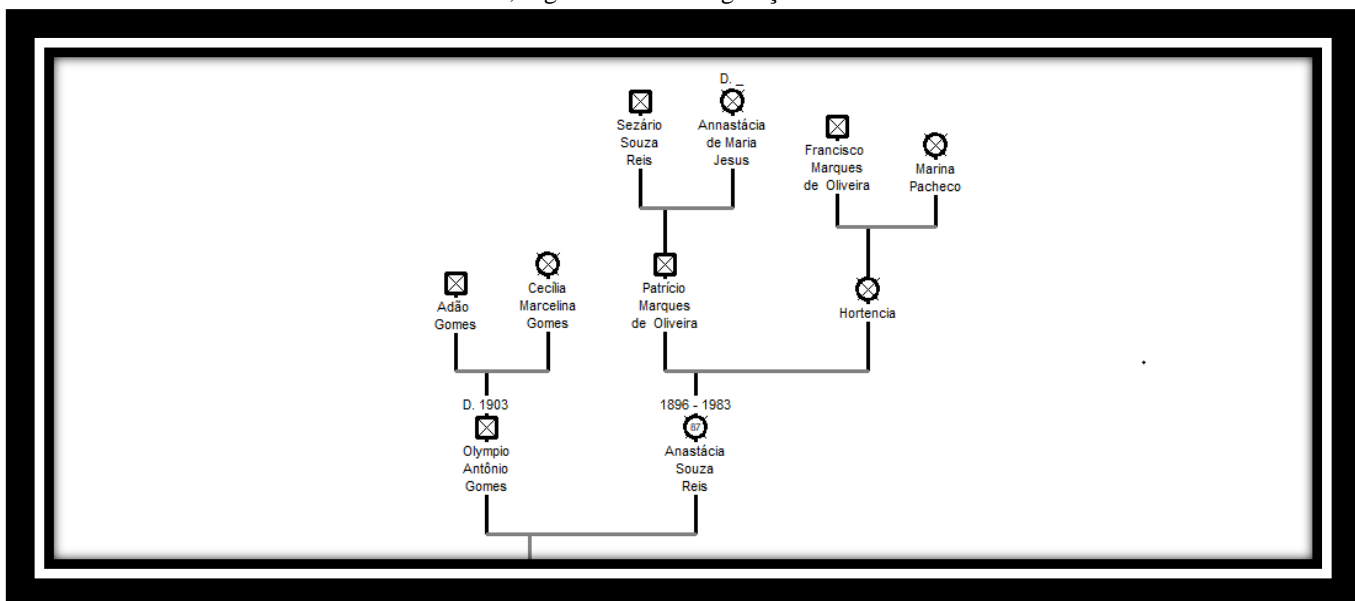 D. _
Sezário
Souza
Reis
Annastácia
de Maria
Jesus
Francisco
Marques
de Oliveira
Marina
Pacheco
Adão
Gomes
Cecília
Marcelina
Gomes
Patrício
Marques
de Oliveira
Hortencia
D. 1903
Olympio
Antônio
Gomes
1896 - 1983
87
Anastácia
Souza
Reis